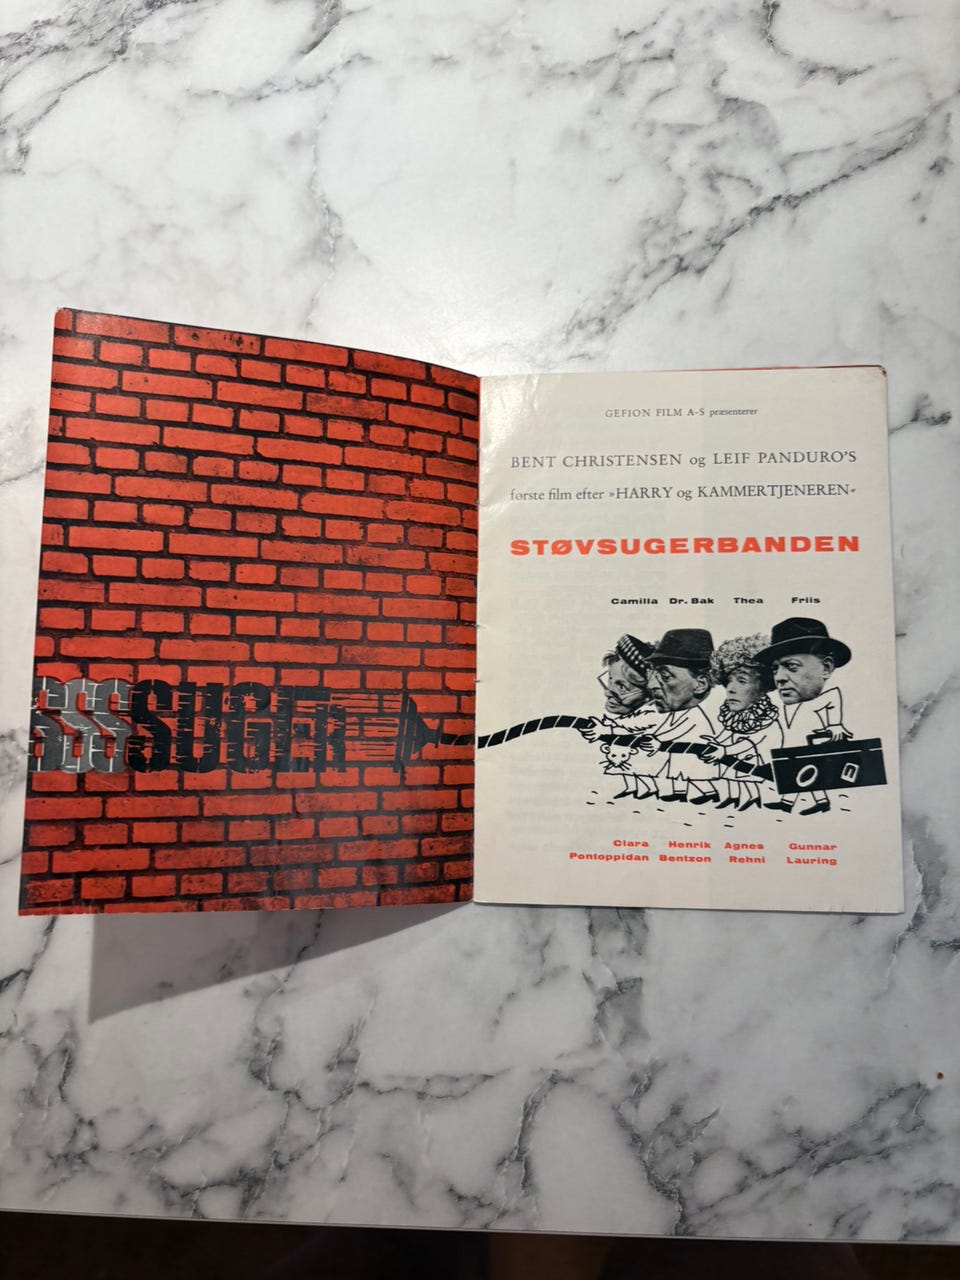 SSSSUGER
GEFION FILM A-S præsenterer
BENT CHRISTENSEN og LEIF PANDURO'S
første film efter »HARRY og KAMMERTJENEREN«
STØVSUGERBANDEN
Camilla Dr. Bak Thea Friis
Clara Henrik Agnes Gunnar
Pontoppidan Bentzon Rehni Lauring